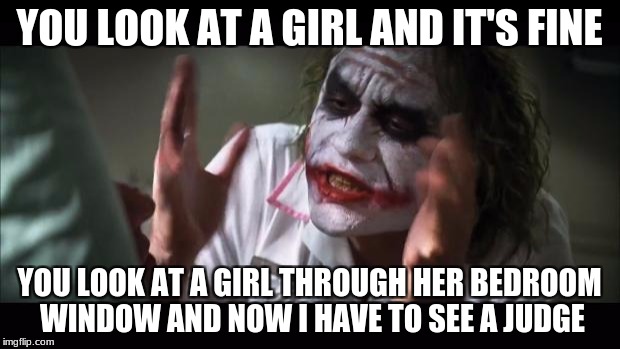 YOU LOOK AT A GIRL AND IT'S FINE
YOU LOOK AT A GIRL THROUGH HER BEDROOM
WINDOW AND NOW I HAVE TO SEE A JUDGE
imgflip.com